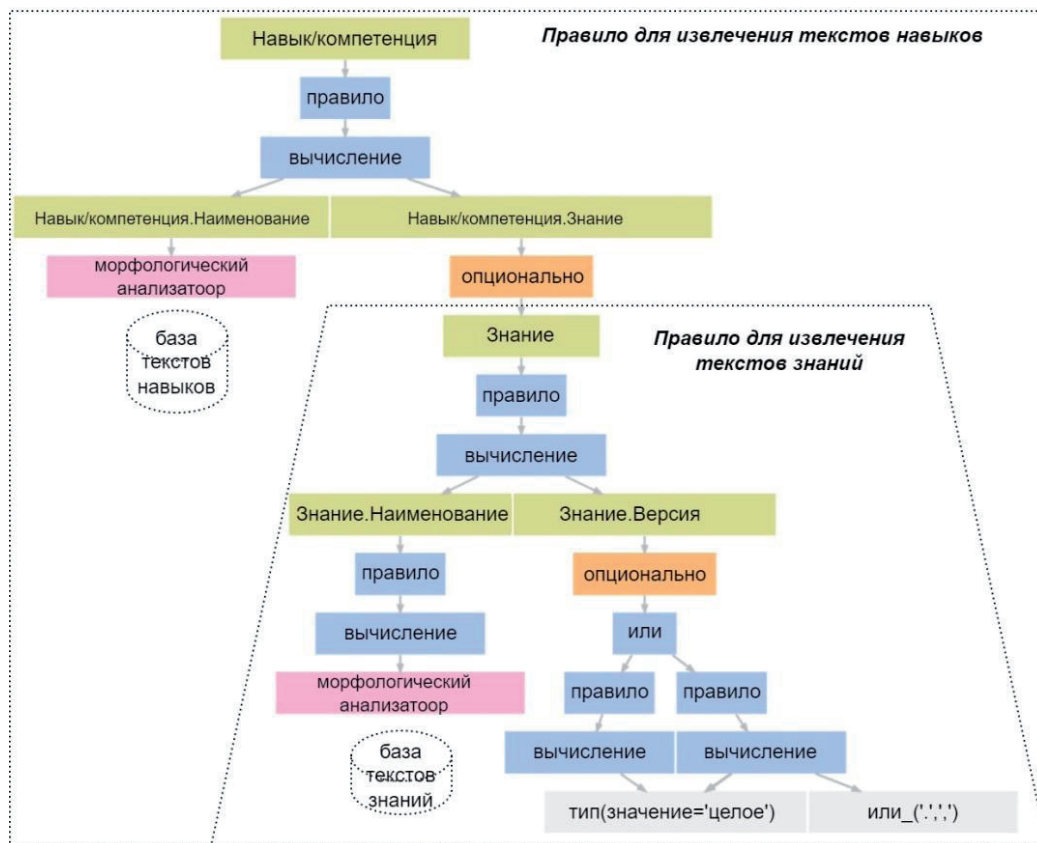 Навык/компетенция
Правило для извлечения текстов навыков
правило
вычисление
Навык/компетенция.Наименование
Навык/компетенция.Знание
морфологический
анализатоор
опционально
база
текстов
навыков
Знание
Правило для извлечения
текстов знаний
правило
вычисление
Знание.Наименование
Знание.Версия
правило
опционально
вычисление
или
морфологический
анализатоор
правило
правило
база
текстов
знаний
вычисление
вычисление
тип(значение='целое')
или_('.',',')